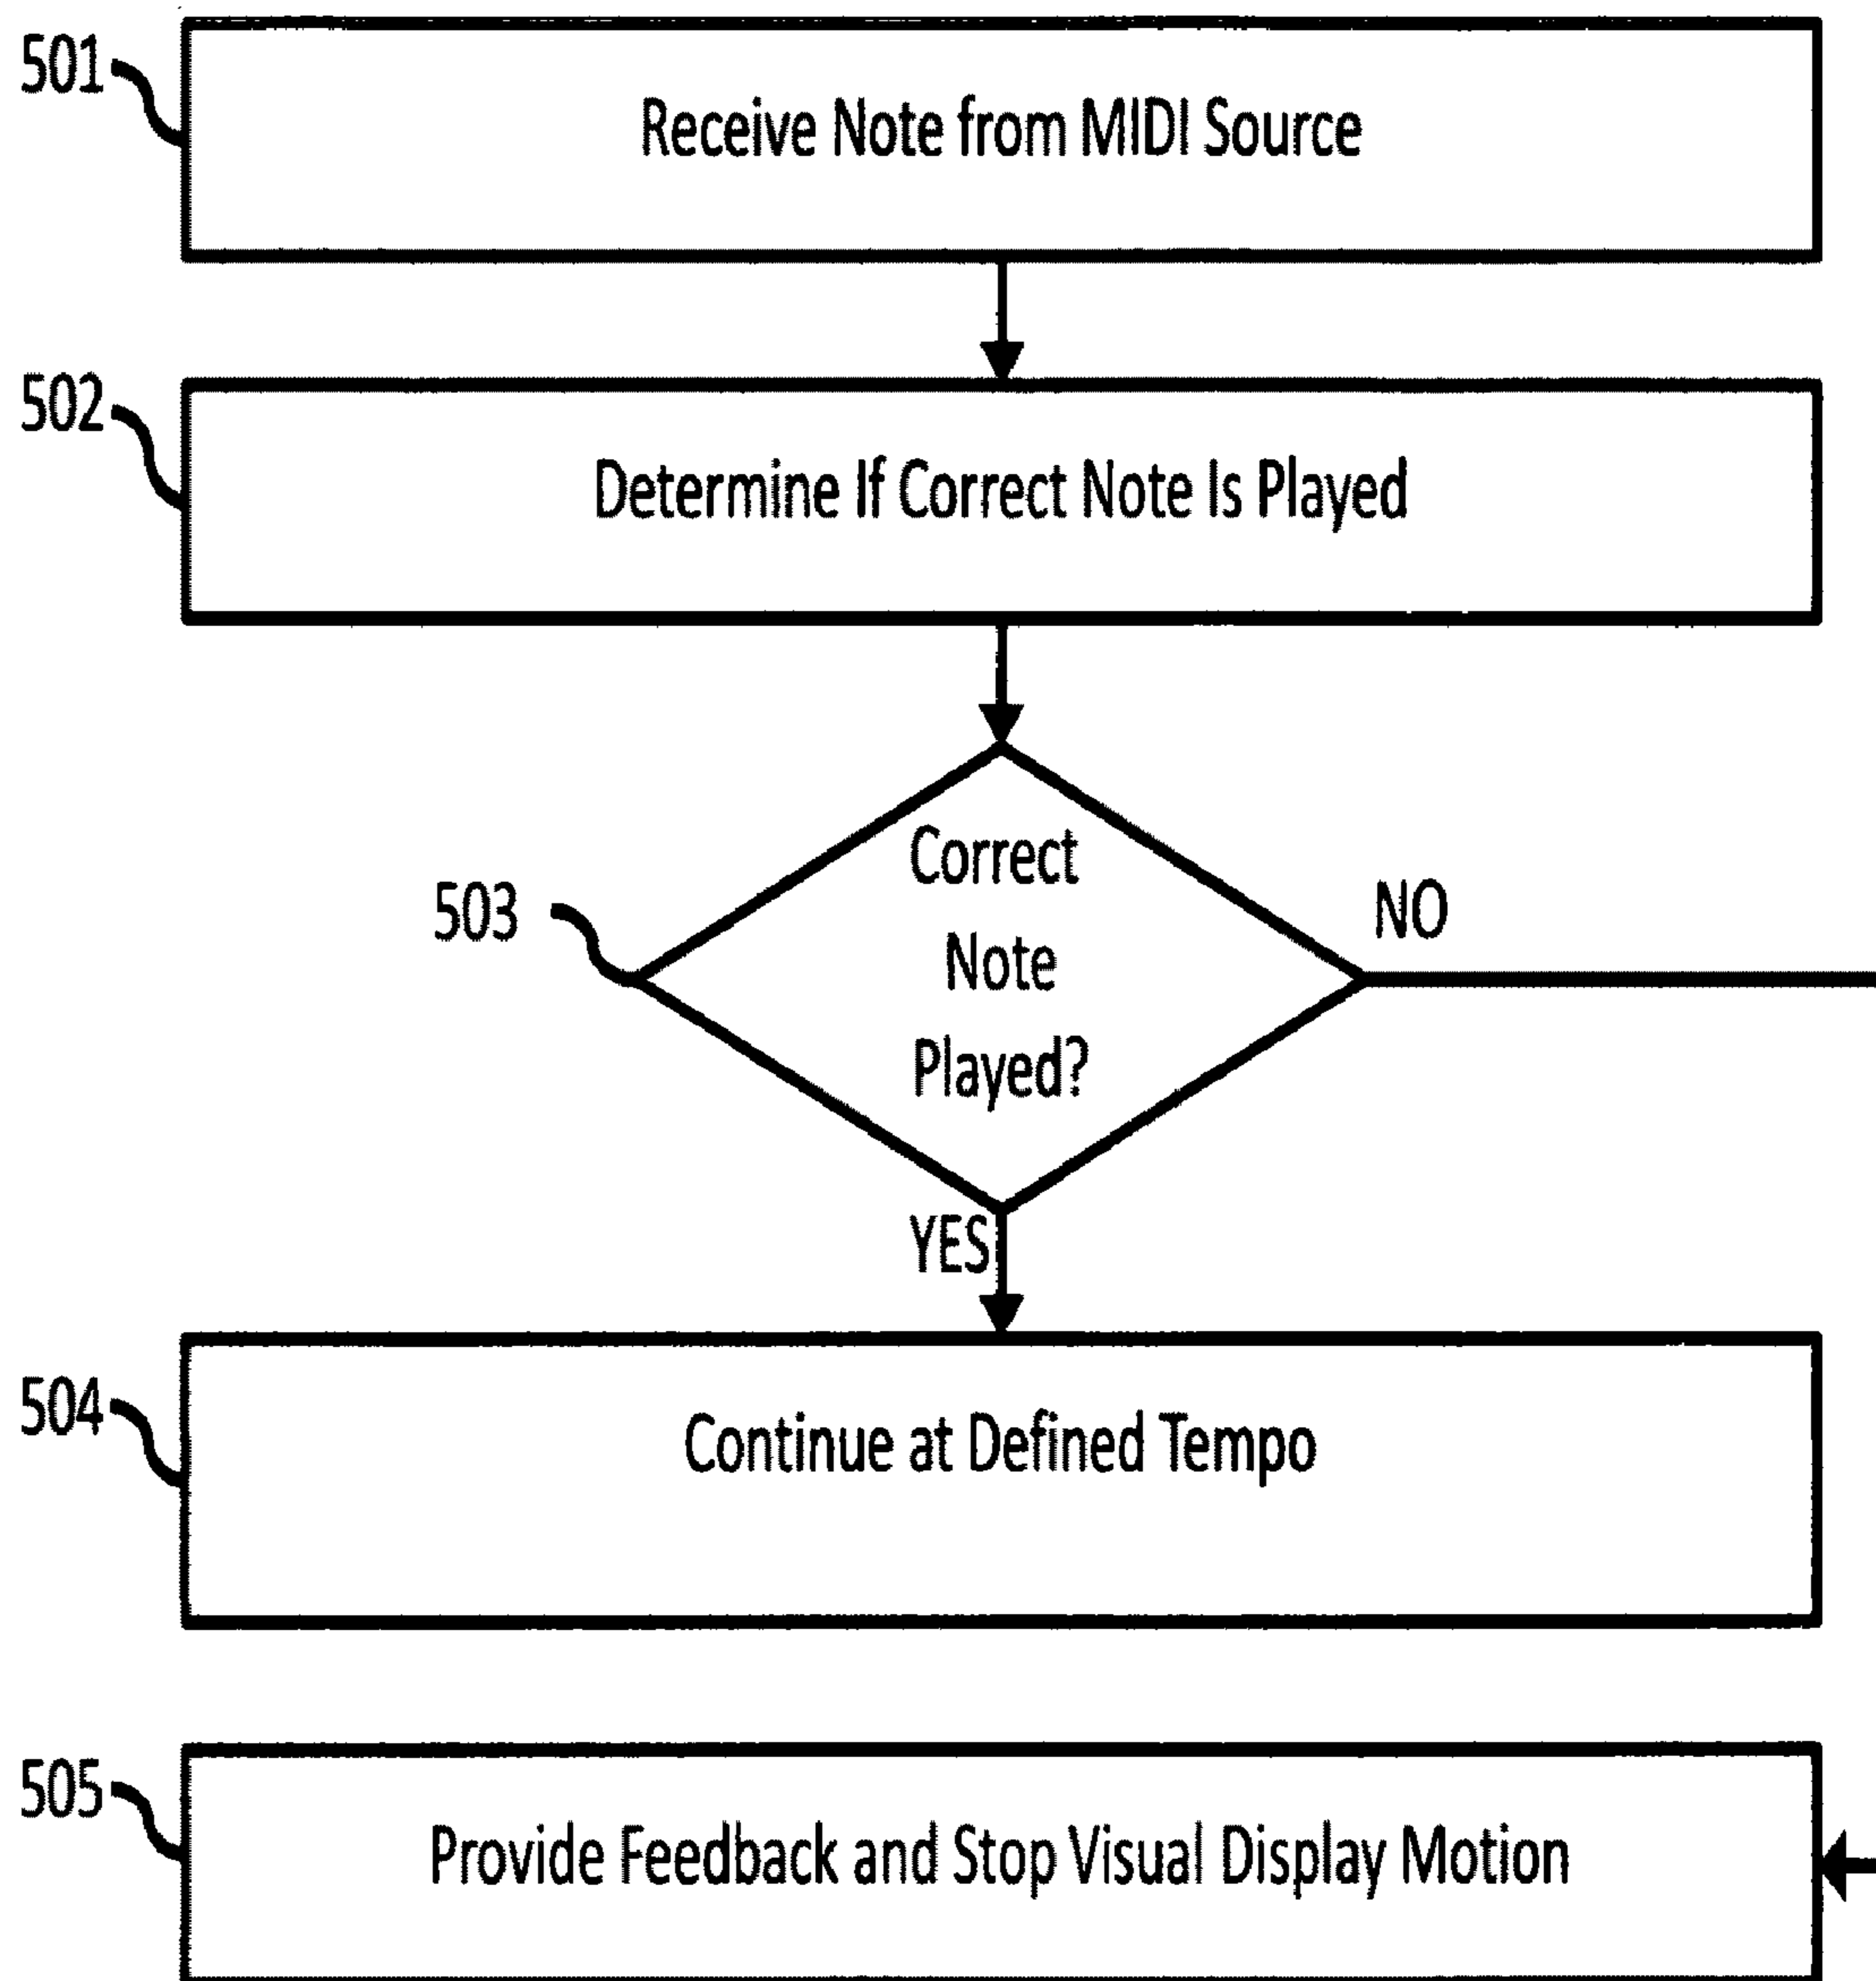 501
Receive Note from MIDI Source
502
Determine If Correct Note Is Played
503
Correct
Note
Played?
NO
YES
504
Continue at Defined Tempo
505
Provide Feedback and Stop Visual Display Motion